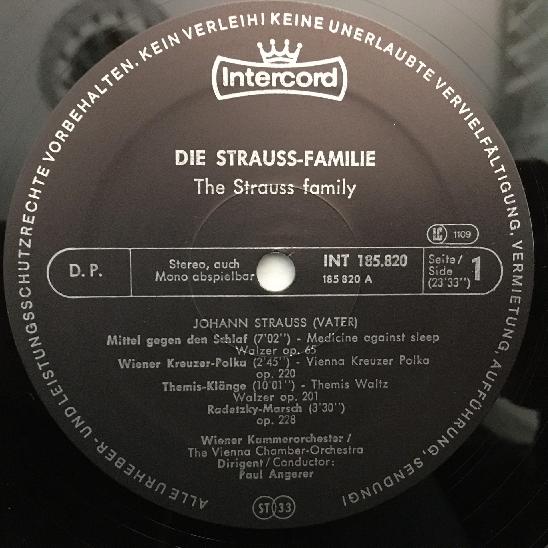 ALLE URHEBER- UND LEISTUNGSSCHUTZRECHTE VORBEHALTEN. KEIN VERLEIH! KEINE UNERLAUBTE VERVIELFÄLTIGUNG, VERMIETUNG, AUFFÜHRUNG, SENDUNG!
Intercord
DIE STRAUSS-FAMILIE
The Strauss family
LC 1109
D. P.
Stereo, auch
Mono abspielbar
INT 185.820
185 820 A
Seite/
Side 1
(23'33")
JOHANN STRAUSS (VATER)
Mittel gegen den Schlaf (7'02") - Medicine against sleep
Walzer op. 65
Wiener Kreuzer-Polka (2'45") - Vienna Kreuzer Polka
op. 220
Themis-Klänge (10'01") - Themis Waltz
Walzer op. 201
Radetzky-Marsch (3'30")
op. 228
Wiener Kammerorchester/
The Vienna Chamber-Orchestra
Dirigent/Conductor:
Paul Angerer
ST 33